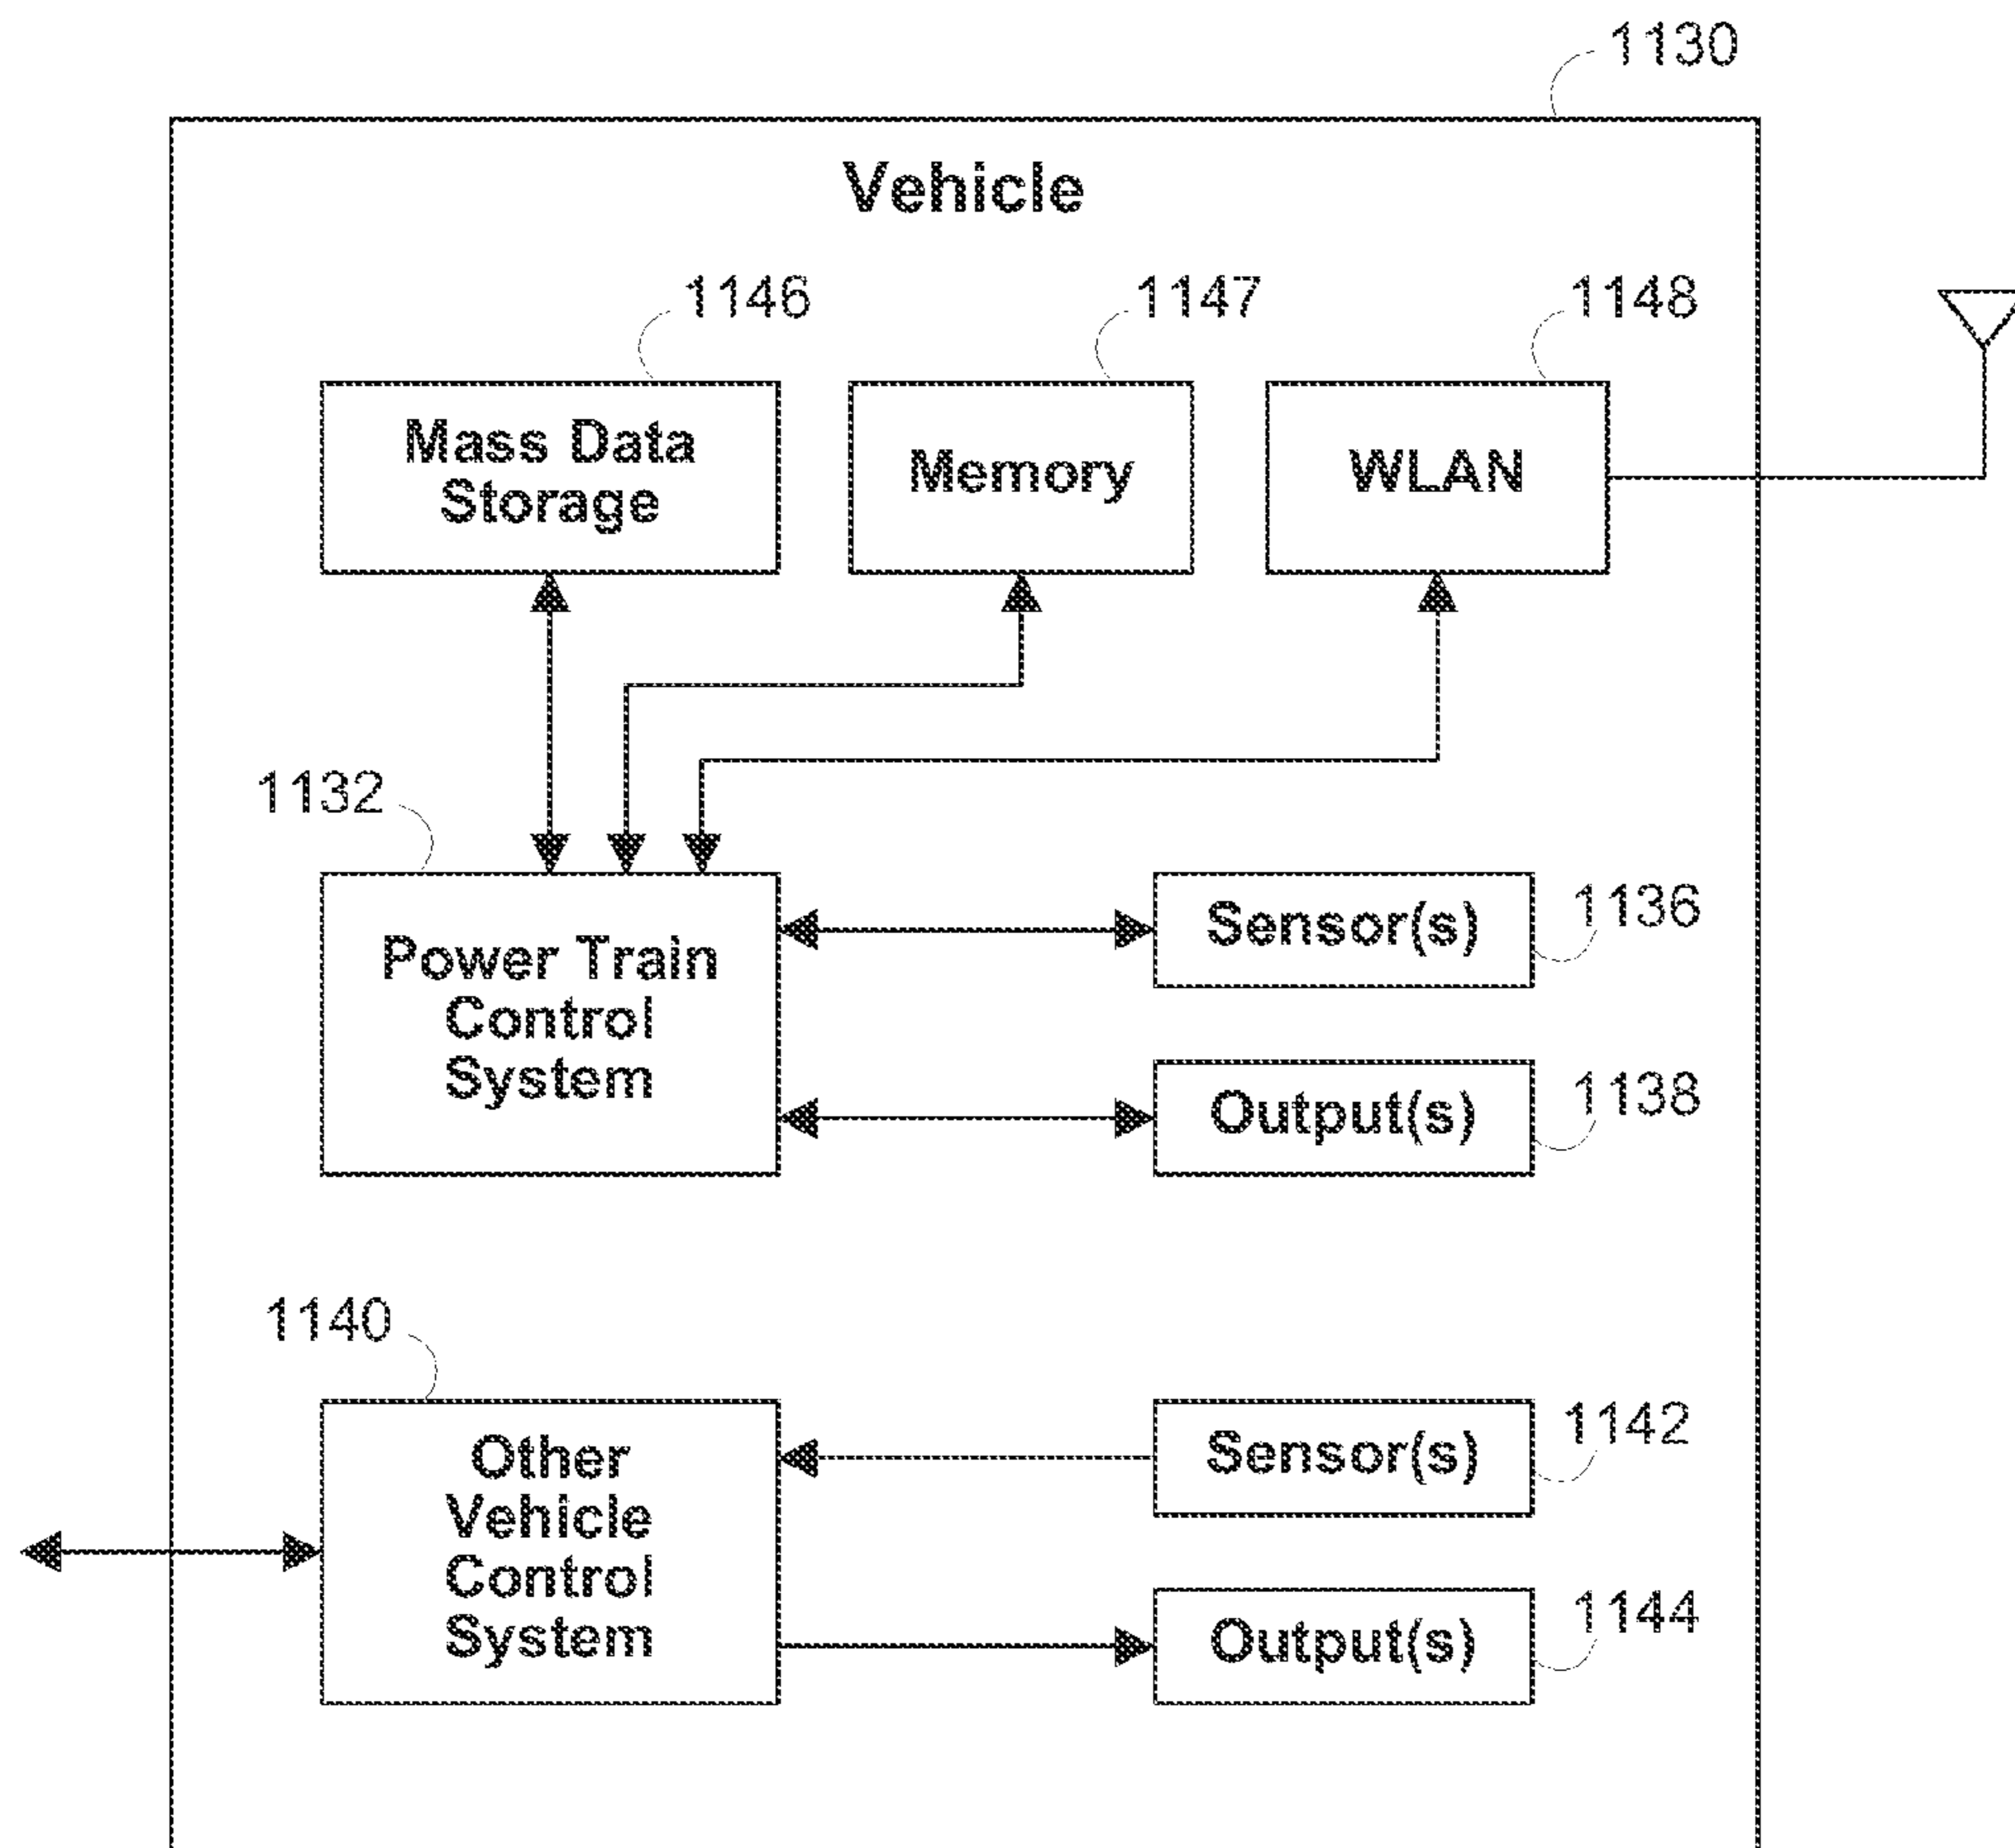 1130
Vehicle
1146
1147
1148
Mass Data
Storage
Memory
WLAN
1132
Power Train
Control
System
Sensor(s)
1136
Output(s)
1138
1140
Other
Vehicle
Control
System
Sensor(s)
1142
Output(s)
1144